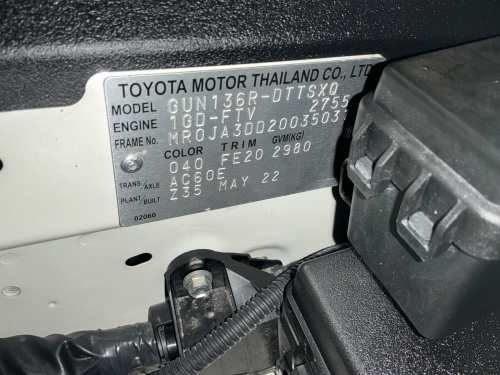 TOYOTA MOTOR THAILAND CO., LTD
MODEL GUN136R-DTTSXQ
ENGINE 1GD-FTV 2755
FRAME No. MR0JA3DD20035037
COLOR TRIM GVM(KG)
040 FE20 2980
TRANS. AXLE AC60E
PLANT BUILT Z35 MAY 22
02060